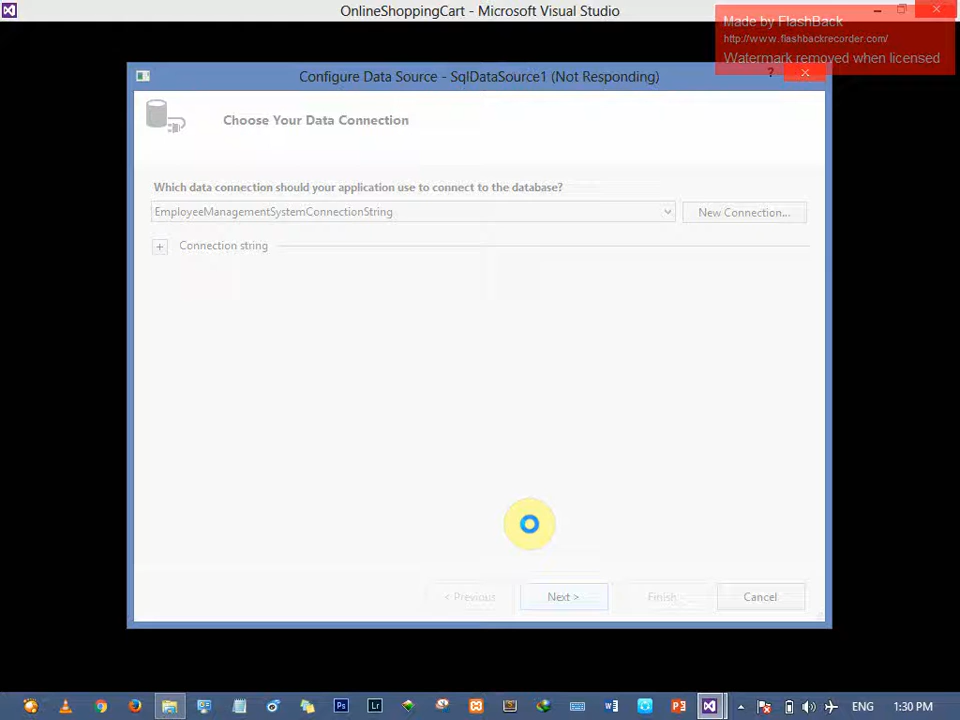 OnlineShoppingCart - Microsoft Visual Studio
Made by FlashBack
http://www.flashbackrecorder.com/
Watermark removed when licensed
Configure Data Source - SqlDataSource1 (Not Responding)
?
Choose Your Data Connection
Which data connection should your application use to connect to the database?
EmployeeManagementSystemConnectionString
New Connection...
+ Connection string
< Previous
Next >
Finish
Cancel
Ps
Lr
ENG
1:30 PM